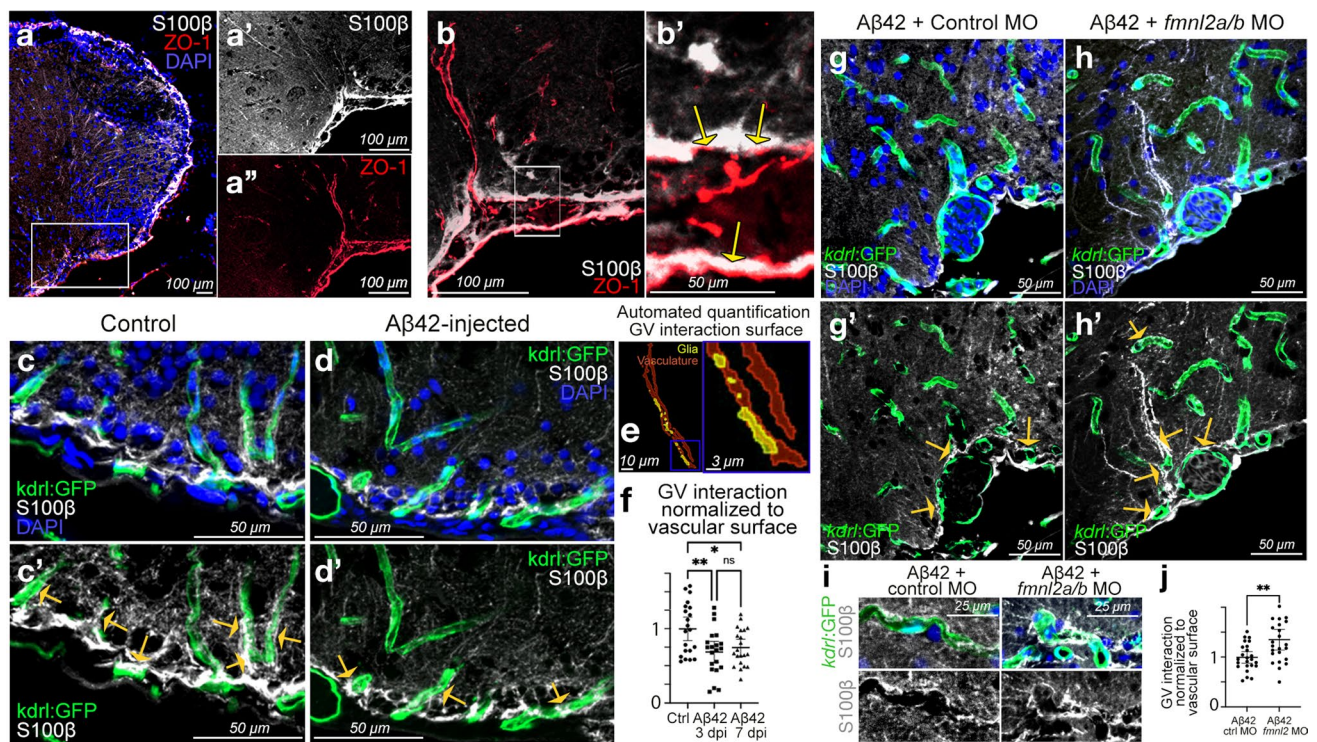 a
S100β
ZO-1
DAPI
100 µm
a’
S100β
100 µm
a”
ZO-1
100 µm
b
S100β
ZO-1
100 µm
b’
50 µm
Control
Aβ42-injected
c
kdrl:GFP
S100β
DAPI
50 µm
d
kdrl:GFP
S100β
DAPI
50 µm
c’
kdrl:GFP
S100β
50 µm
d’
kdrl:GFP
S100β
50 µm
Automated quantification
GV interaction surface
Glia
Vasculature
e
10 µm
3 µm
f
GV interaction
normalized to
vascular surface
*
**
ns
1
0
Ctrl
Aβ42
3 dpi
Aβ42
7 dpi
Aβ42 + Control MO
Aβ42 + fmnl2a/b MO
g
kdrl:GFP
S100β
DAPI
50 µm
h
kdrl:GFP
S100β
DAPI
50 µm
g’
kdrl:GFP
S100β
50 µm
h’
kdrl:GFP
S100β
50 µm
i
Aβ42 +
control MO
Aβ42 +
fmnl2a/b MO
25 µm
25 µm
kdrl:GFP
S100β
S100β
j
GV interaction
normalized to
vascular surface
**
1
0
Aβ42
ctrl MO
Aβ42
fmnl2 MO